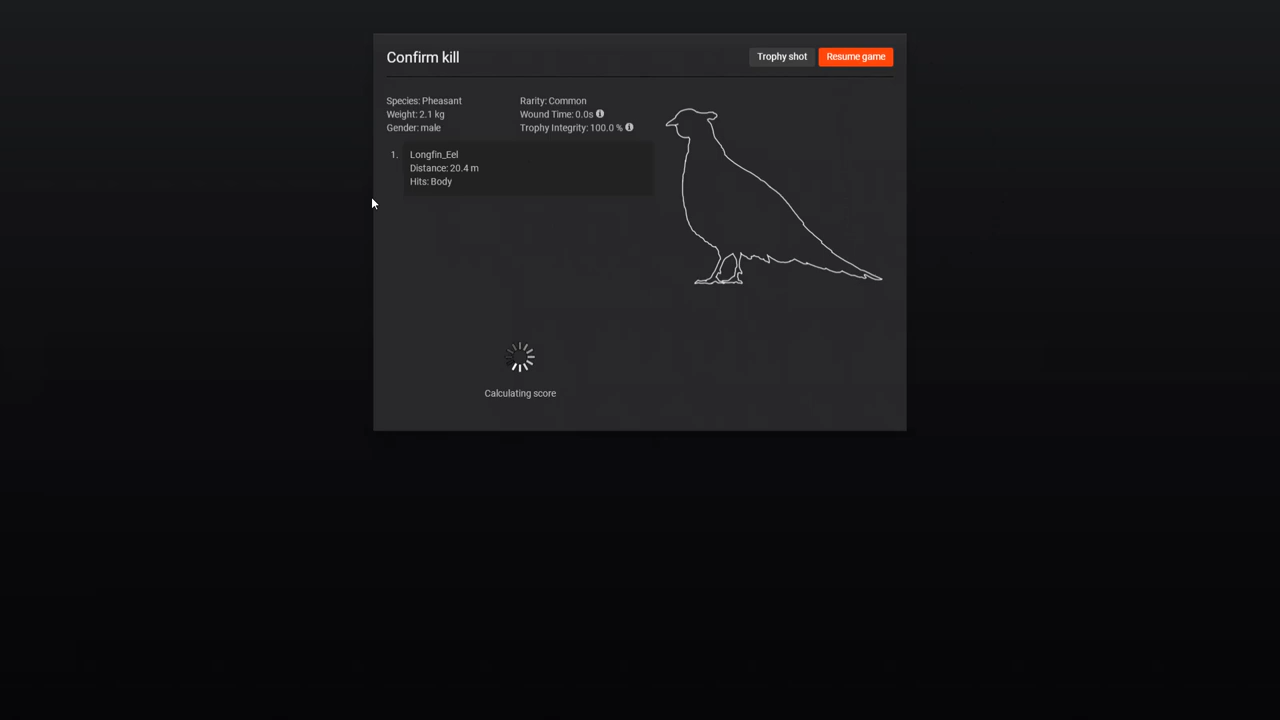 Confirm kill
Trophy shot
Resume game
Species: Pheasant
Weight: 2.1 kg
Gender: male
Rarity: Common
Wound Time: 0.0s
Trophy Integrity: 100.0 %
1.
Longfin_Eel
Distance: 20.4 m
Hits: Body
Calculating score